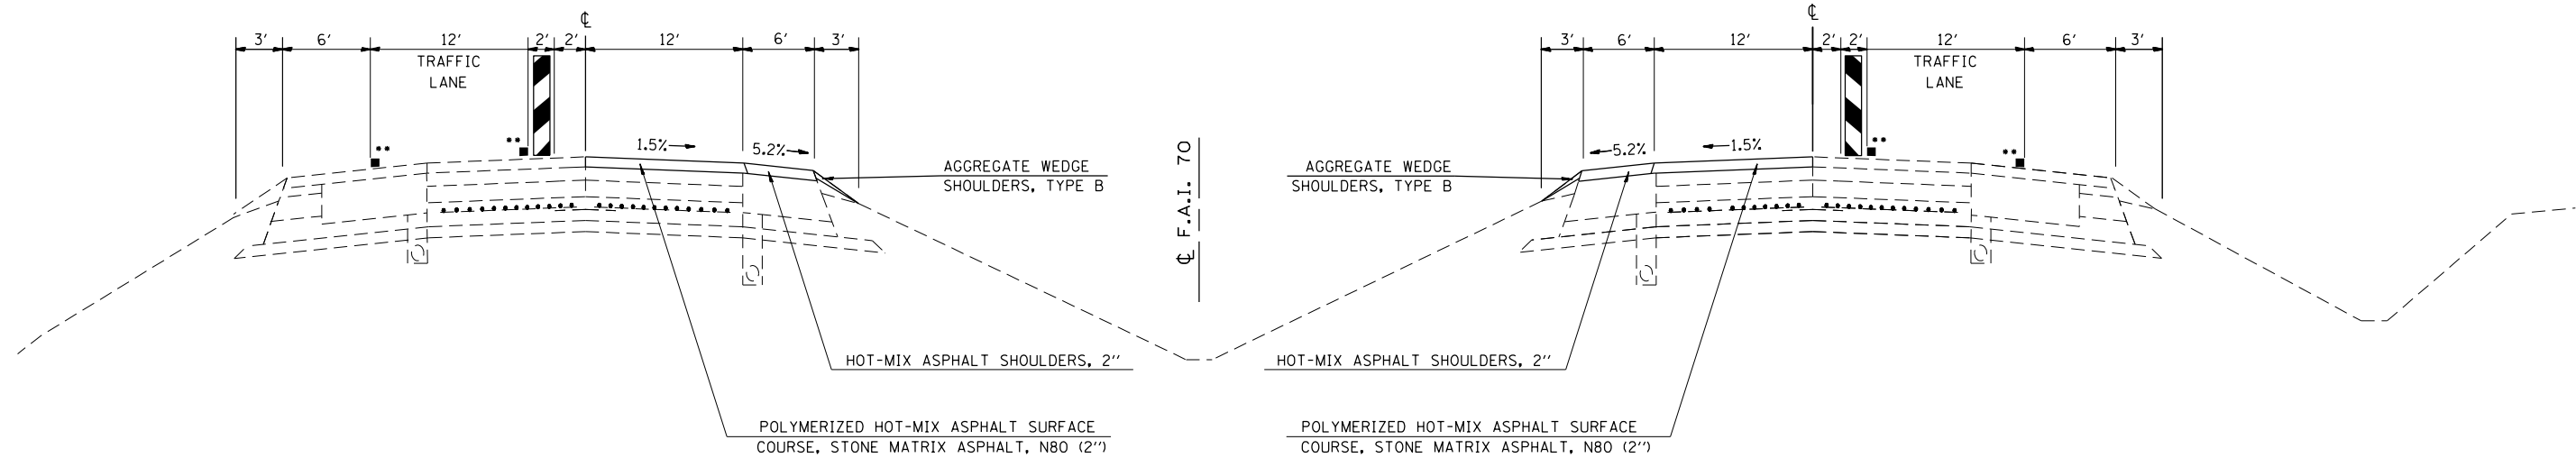 ℄ ℄
3' 6' 12' 2' 2' 12' 6' 3'
3' 6' 12' 2' 2' 12' 6' 3'
TRAFFIC
LANE
TRAFFIC
LANE
** ** 1.5% 5.2%
5.2% 1.5% ** **
AGGREGATE WEDGE
SHOULDERS, TYPE B
℄ F.A.I. 70
AGGREGATE WEDGE
SHOULDERS, TYPE B
HOT-MIX ASPHALT SHOULDERS, 2''
HOT-MIX ASPHALT SHOULDERS, 2''
POLYMERIZED HOT-MIX ASPHALT SURFACE
COURSE, STONE MATRIX ASPHALT, N80 (2'')
POLYMERIZED HOT-MIX ASPHALT SURFACE
COURSE, STONE MATRIX ASPHALT, N80 (2'')